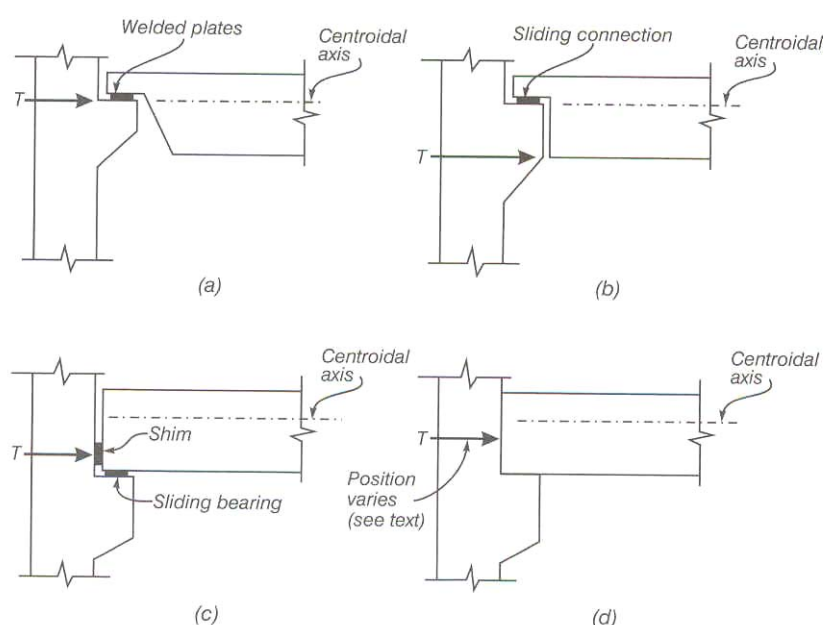 Welded plates
Centroidal
axis
T
(a)
Sliding connection
Centroidal
axis
T
(b)
Centroidal
axis
Shim
T
Sliding bearing
(c)
Centroidal
axis
T
Position
varies
(see text)
(d)